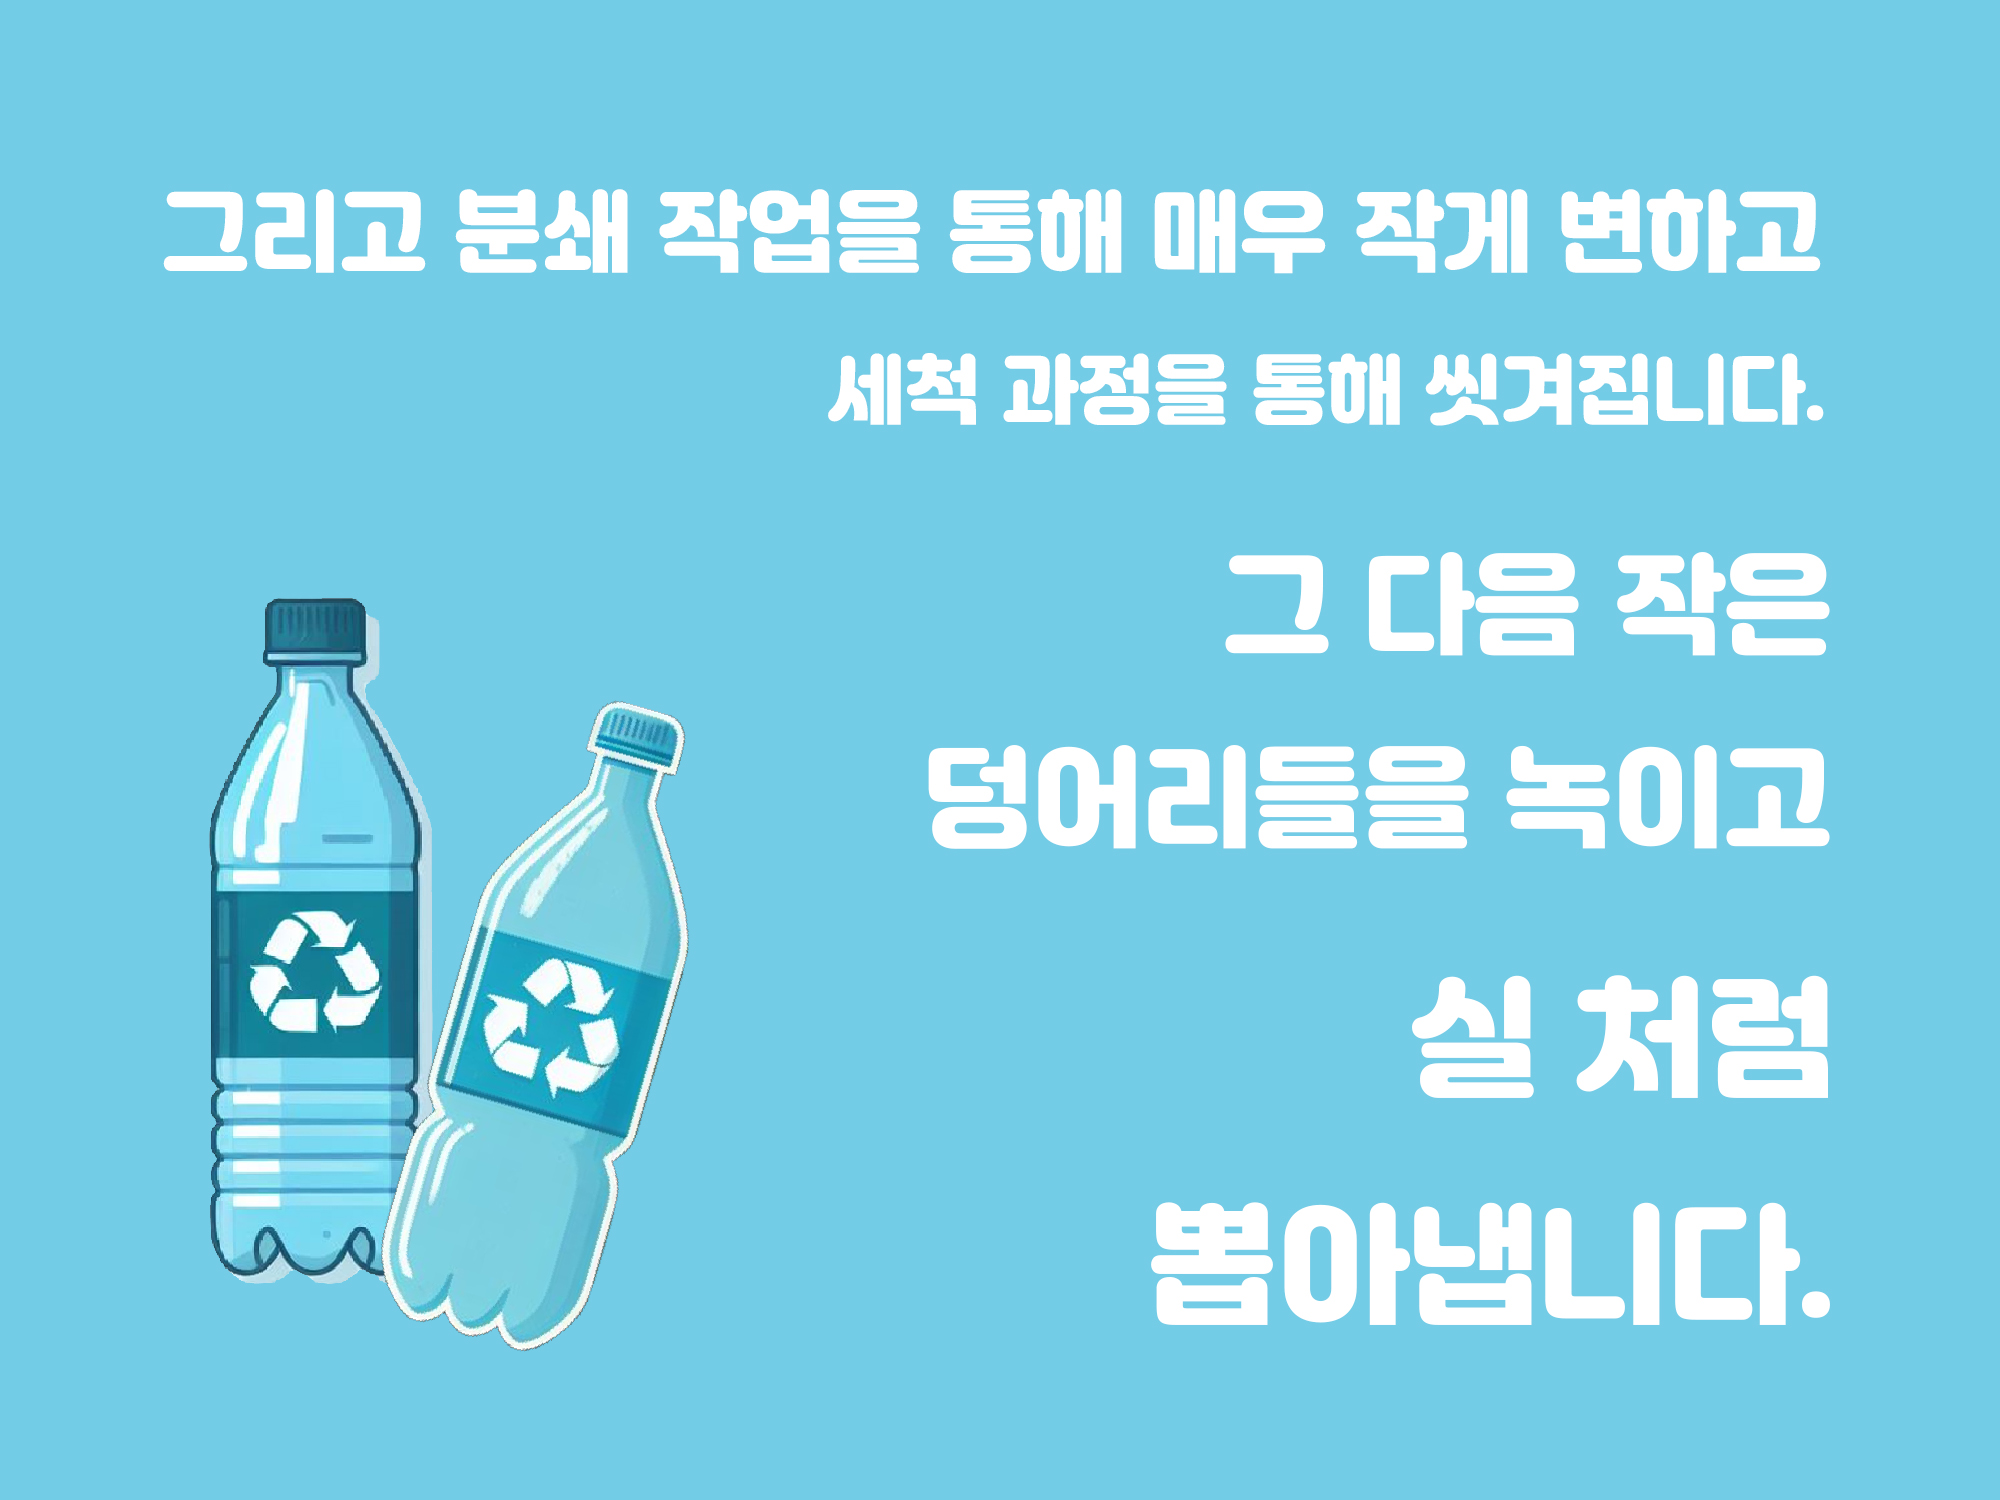 그리고 분쇄 작업을 통해 매우 작게 변하고
세척 과정을 통해 씻겨집니다.
그 다음 작은
덩어리들을 녹이고
실 처럼
뽑아냅니다.